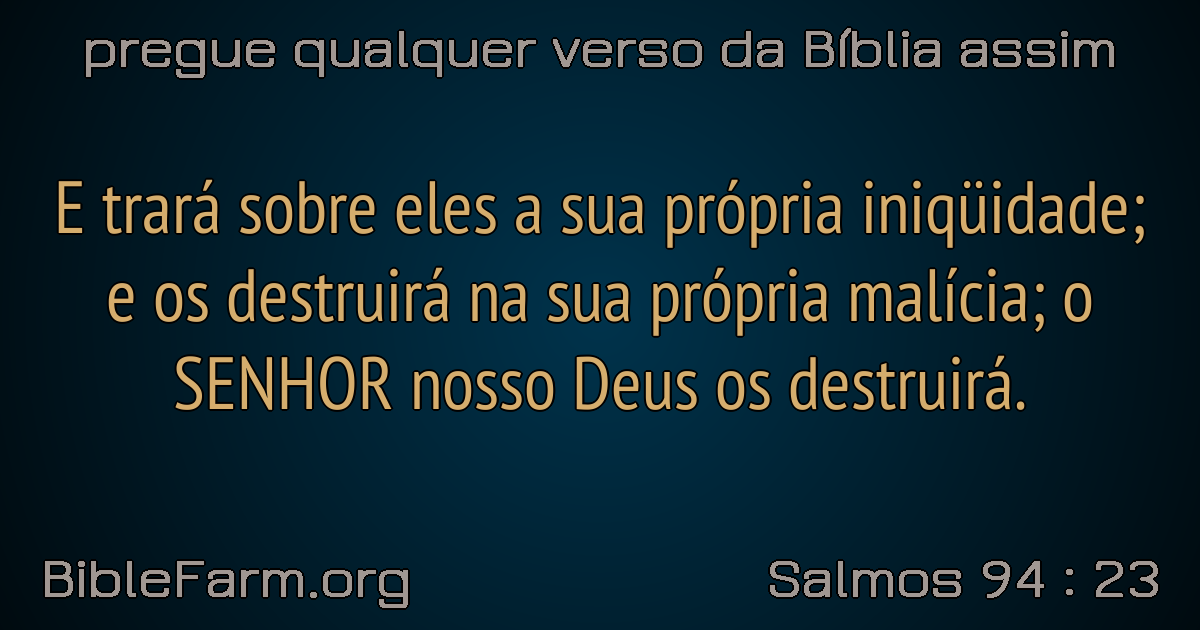 pregue qualquer verso da Bíblia assim
E trará sobre eles a sua própria iniqüidade;
e os destruirá na sua própria malícia; o
SENHOR nosso Deus os destruirá.
BibleFarm.org
Salmos 94 : 23